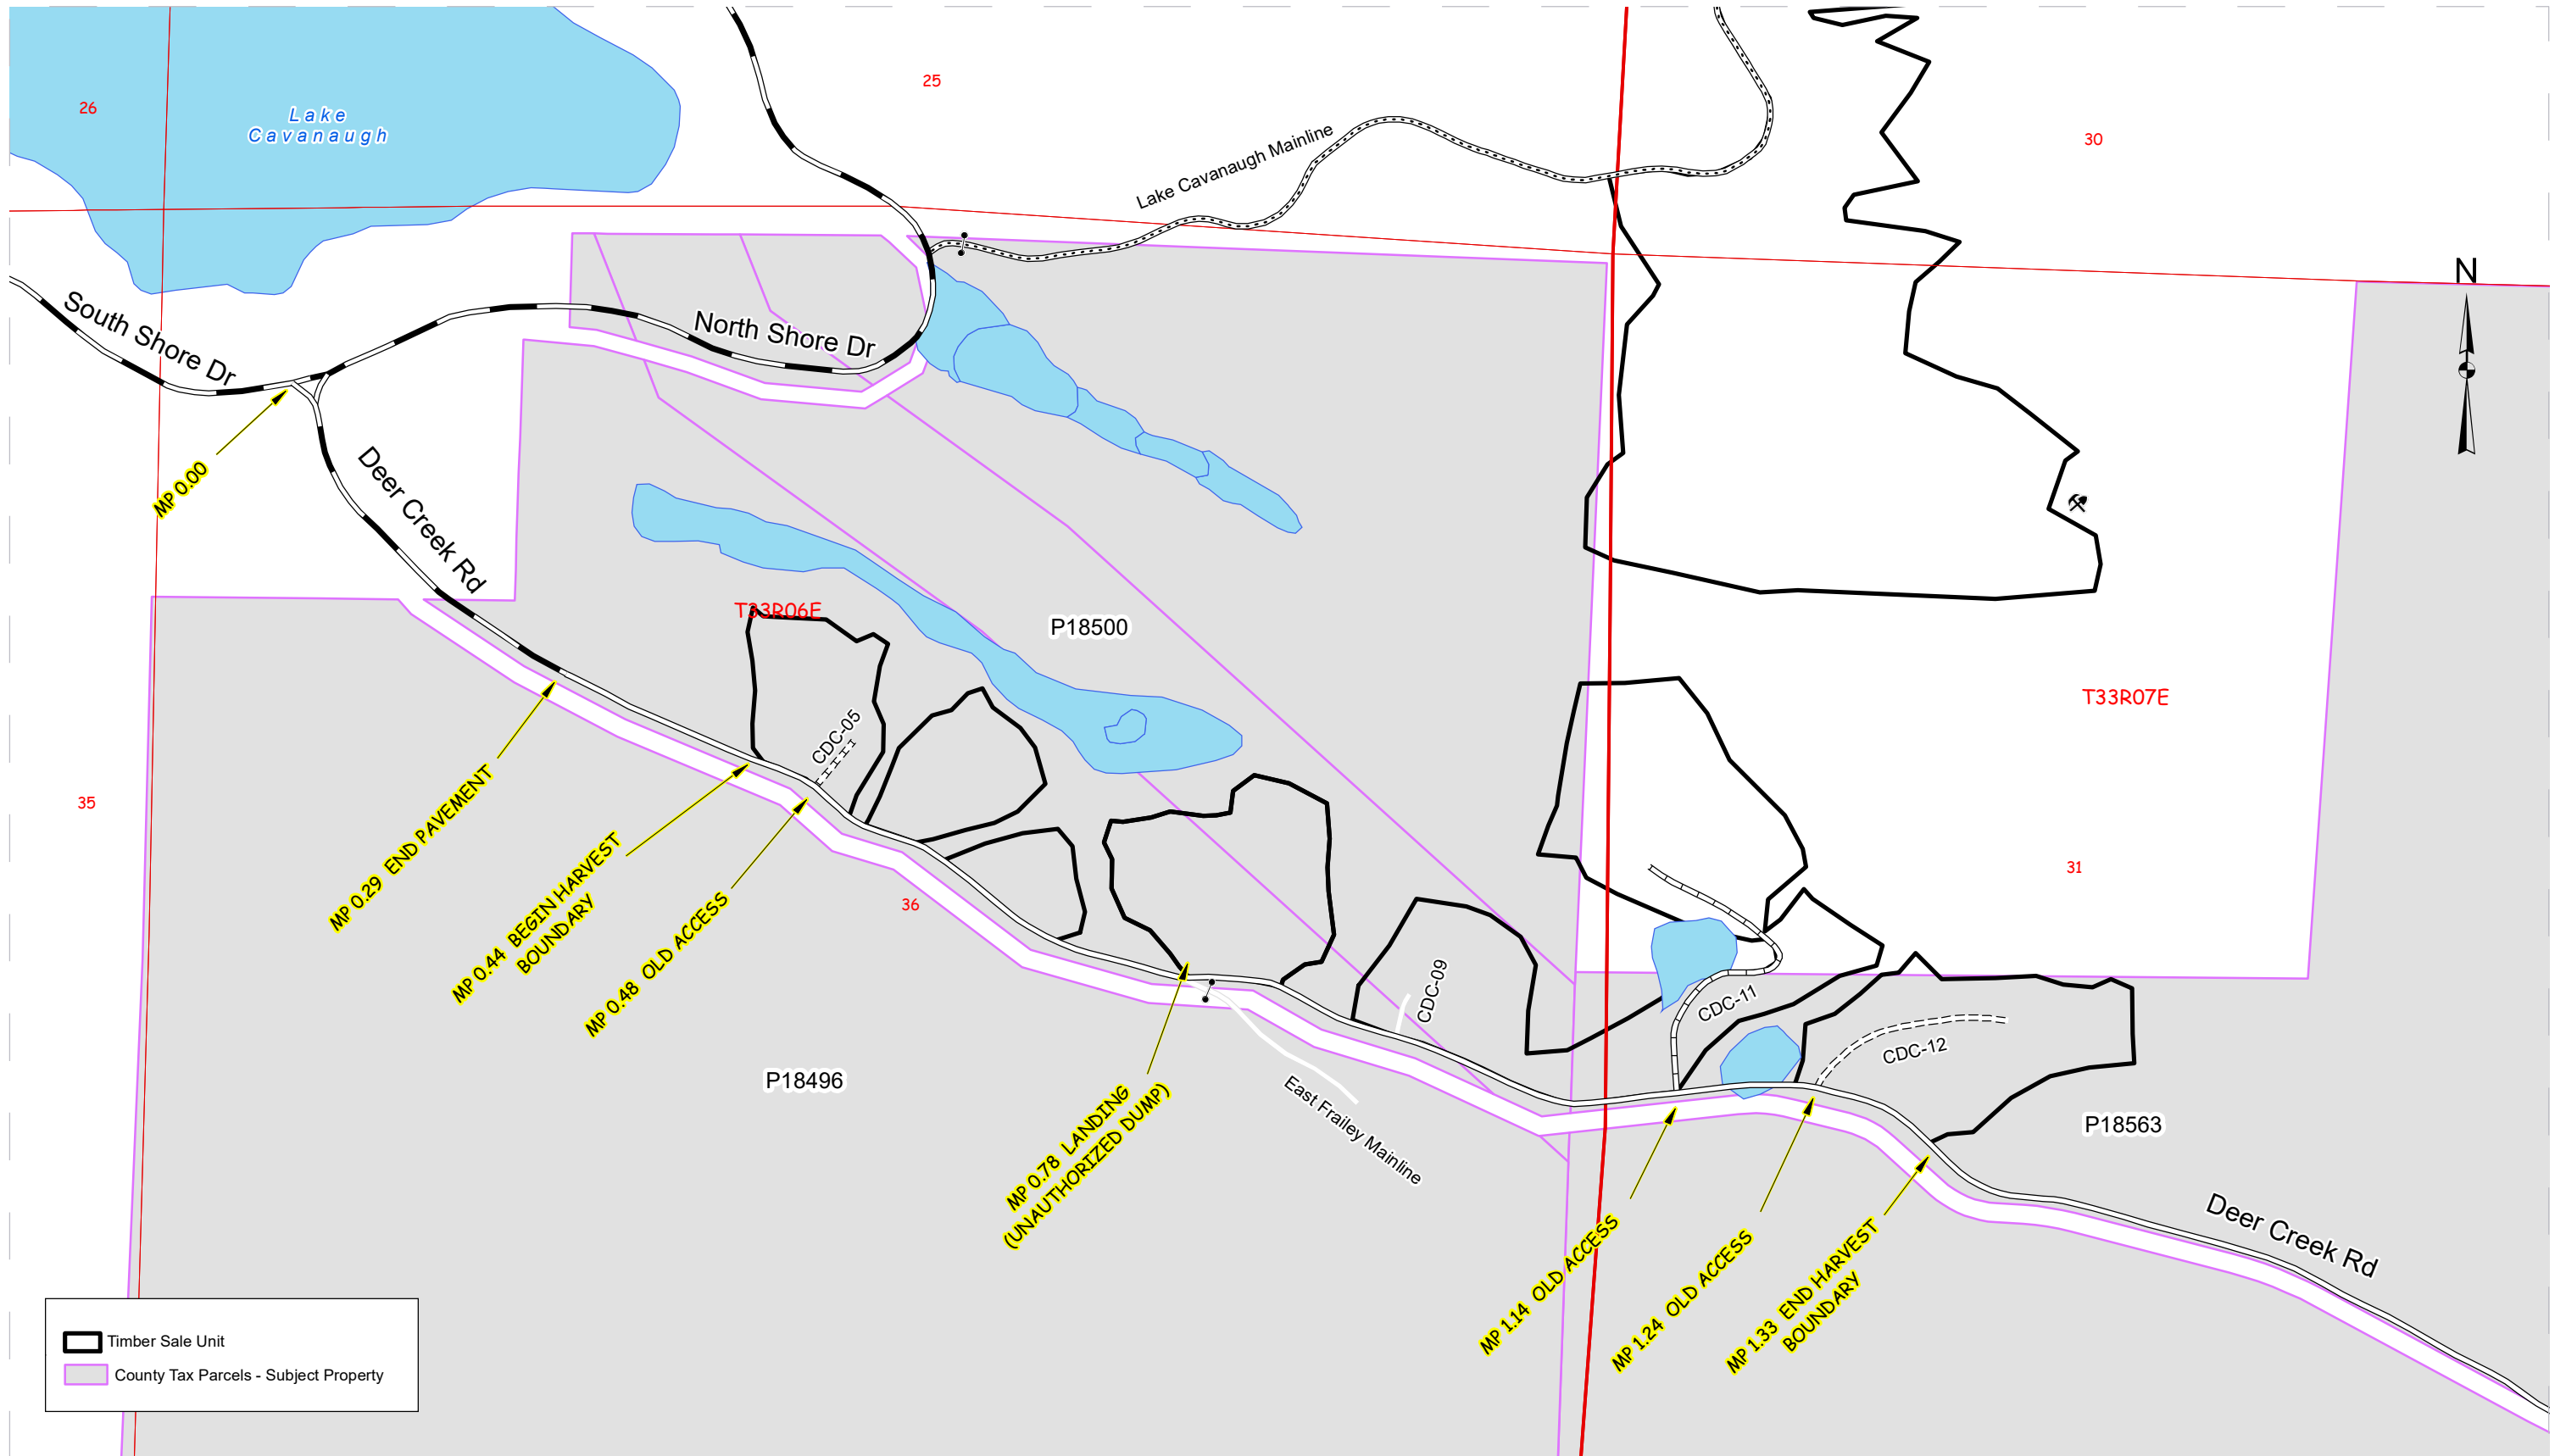 26
Lake
Cavanaugh
25
Lake Cavanaugh Mainline
30
N
South Shore Dr
North Shore Dr
MP 0.00
Deer Creek Rd
T33R06E
P18500
T33R07E
CDC-05
35
MP 0.29 END PAVEMENT
MP 0.44 BEGIN HARVEST
BOUNDARY
MP 0.48 OLD ACCESS
36
31
CDC-09
CDC-11
CDC-12
P18496
MP 0.78 LANDING
(UNAUTHORIZED DUMP)
East Frailey Mainline
P18563
MP 1.14 OLD ACCESS
MP 1.24 OLD ACCESS
MP 1.33 END HARVEST
BOUNDARY
Deer Creek Rd
Timber Sale Unit
County Tax Parcels - Subject Property